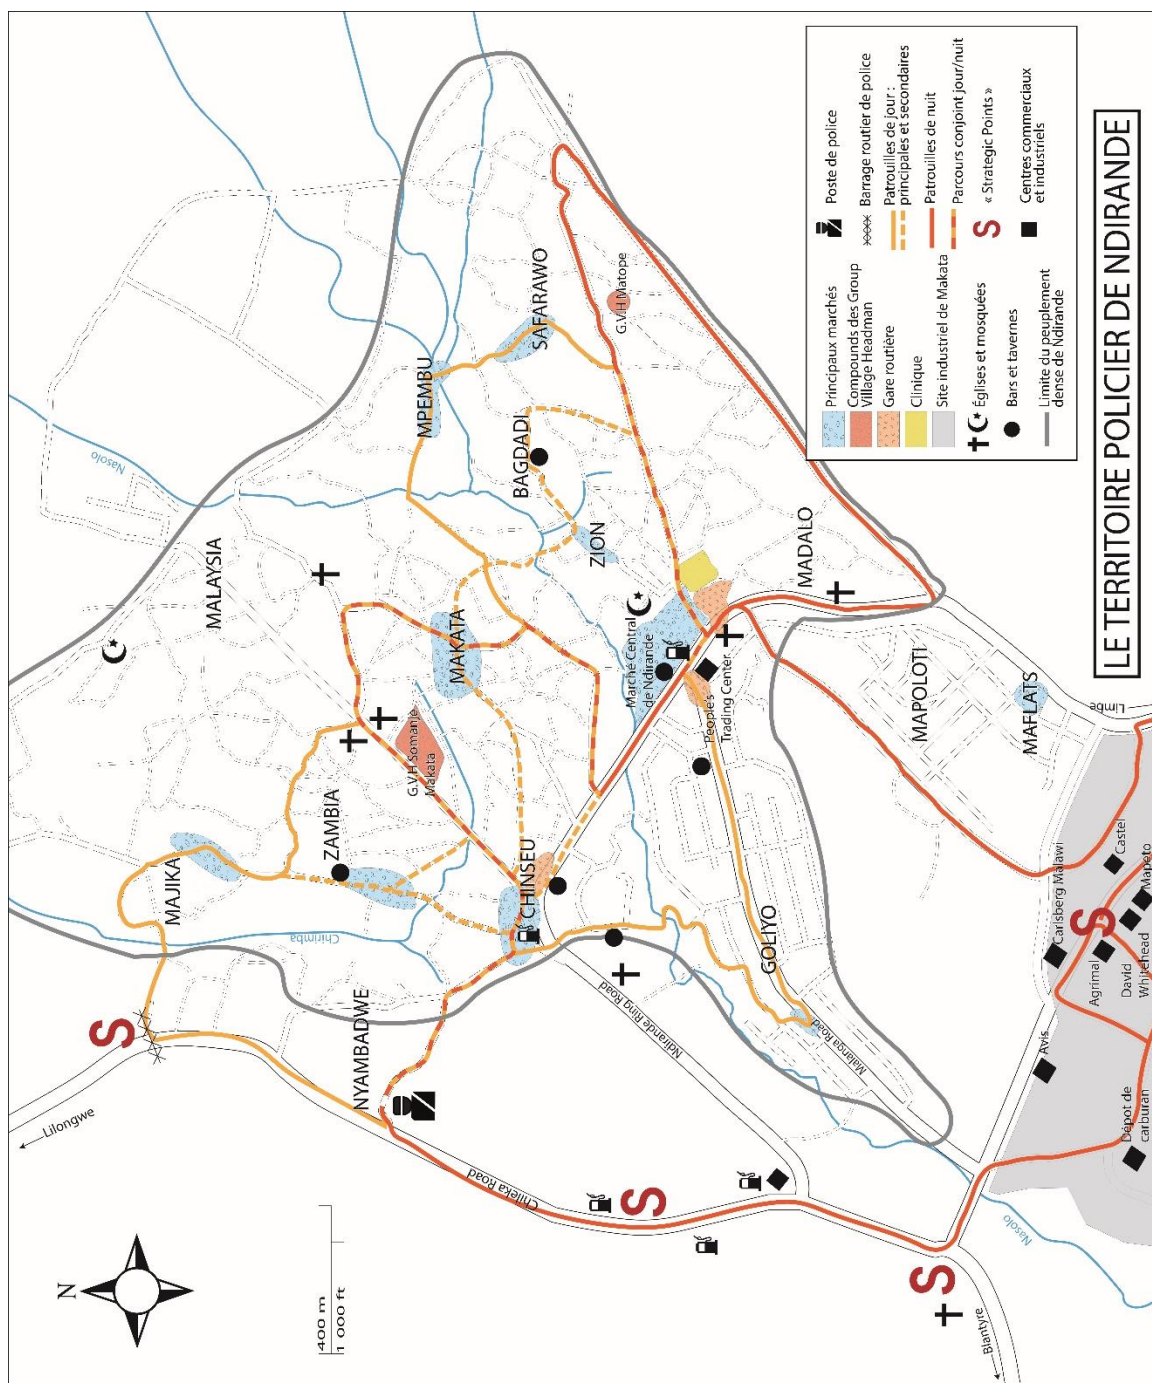 LE TERRITOIRE POLICIER DE NDIRANDE
Principaux marchés
Compounds des Group
Village Headman
Gare routière
Clinique
Site industriel de Makata
Églises et mosquées
Bars et tavernes
Limite du peuplement
dense de Ndirande
Poste de police
Barrage routier de police
Patrouilles de jour :
principales et secondaires
Patrouilles de nuit
Parcours conjoint jour/nuit
S
« Strategic Points »
Centres commerciaux
et industriels
N
400 m
1 000 ft
Lilongwe
S
NYAMBADWE
Chileka Road
S
S
Blantyre
Nasolo
MAJIKA
Chirimba
ZAMBIA
CHINSEU
Ndirande Ring Road
GOLIYO
Malanga Road
MALAYSIA
G.V.H Somanje
Makata
MAKATA
Nasolo
MPEMBU
SAFARAWO
BAGDADI
ZION
G.V.H Matope
Marché Central
de Ndirande
People's
Trading Center
MADALO
MAPOLOTI
MAFLATS
Limbe
Carlsberg Malawi
Castel
S
Mapeto
David
Whitehead
Agrimal
Avis
Dépot de
carburan